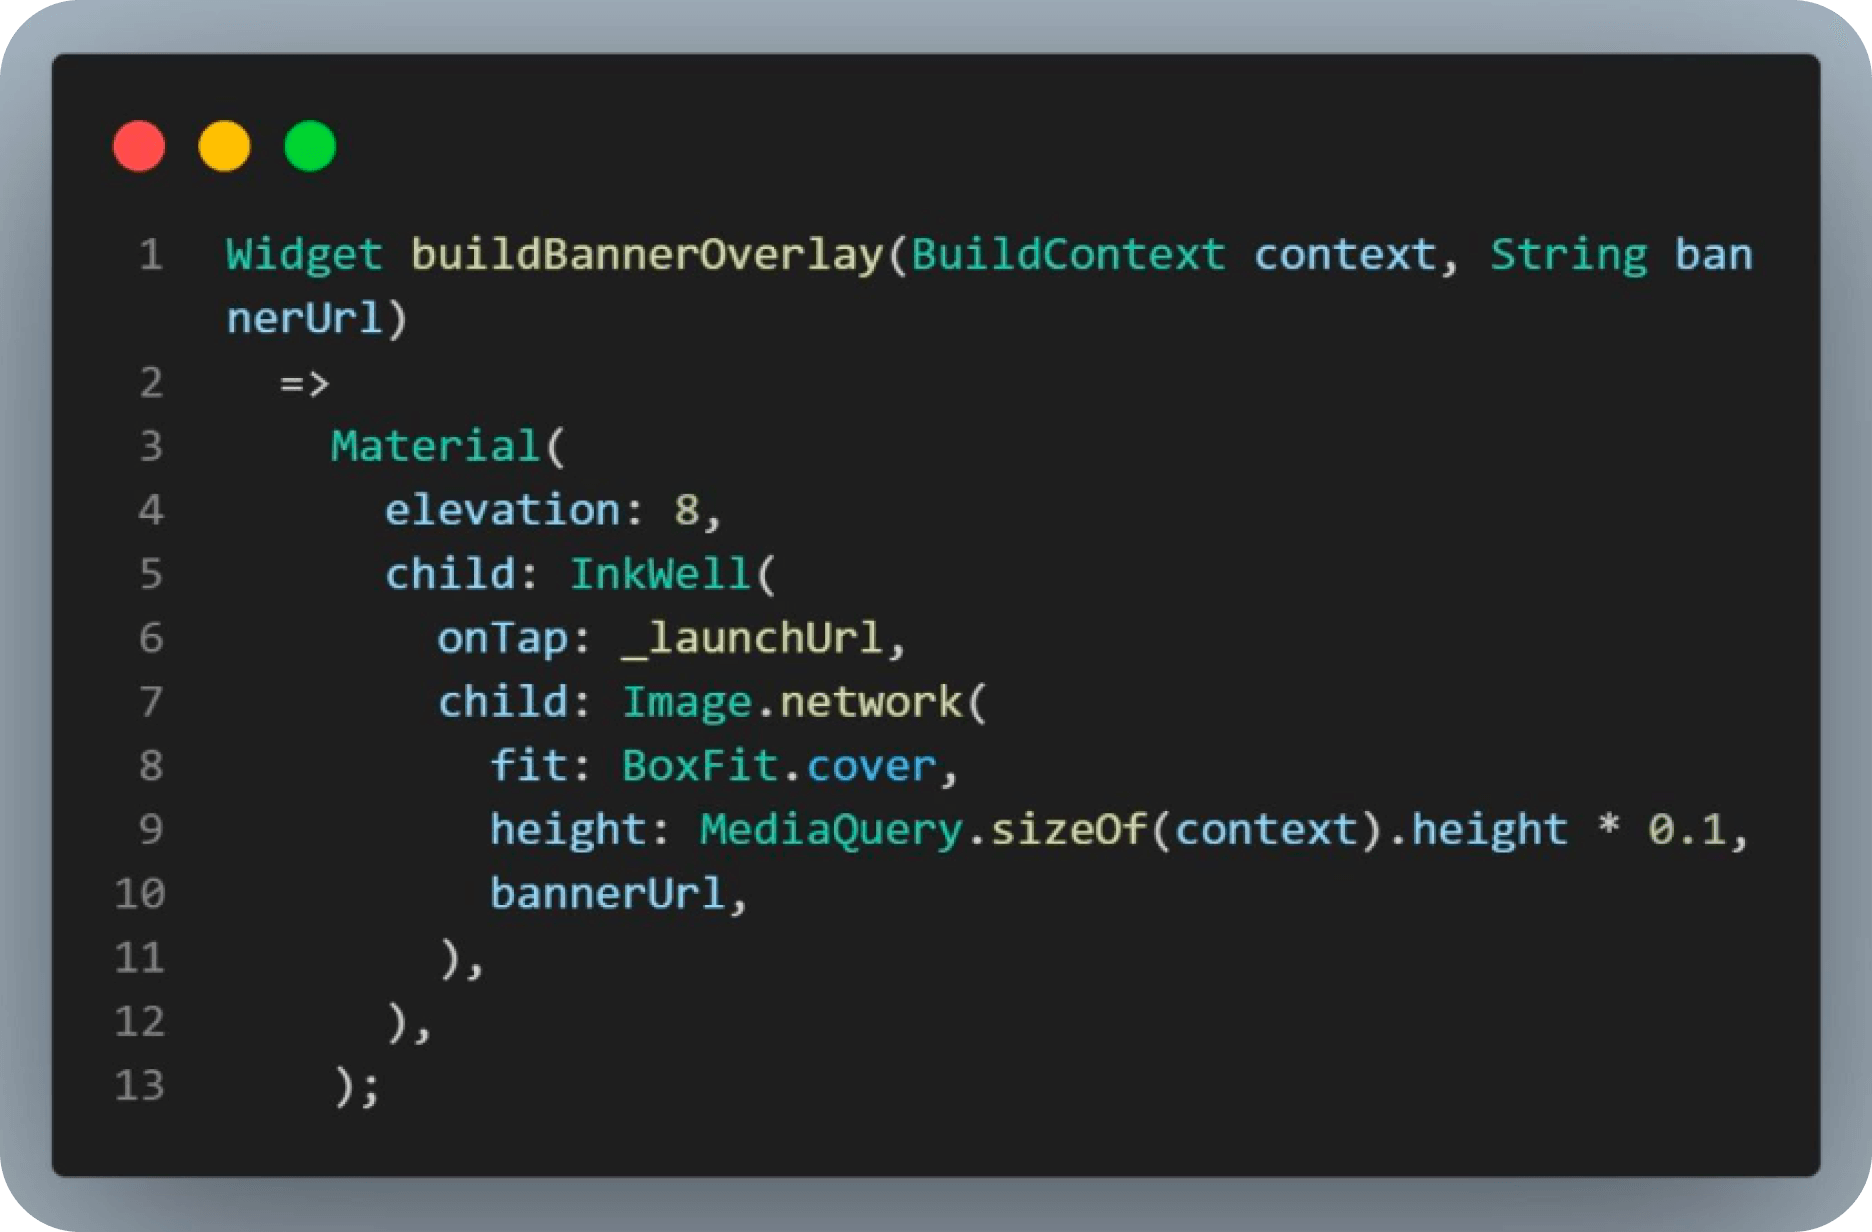 1 Widget buildBannerOverlay(BuildContext context, String ban
nerUrl)
2 =>
3 Material(
4 elevation: 8,
5 child: InkWell(
6 onTap: _launchUrl,
7 child: Image.network(
8 fit: BoxFit.cover,
9 height: MediaQuery.sizeOf(context).height * 0.1,
10 bannerUrl,
11 ),
12 ),
13 );